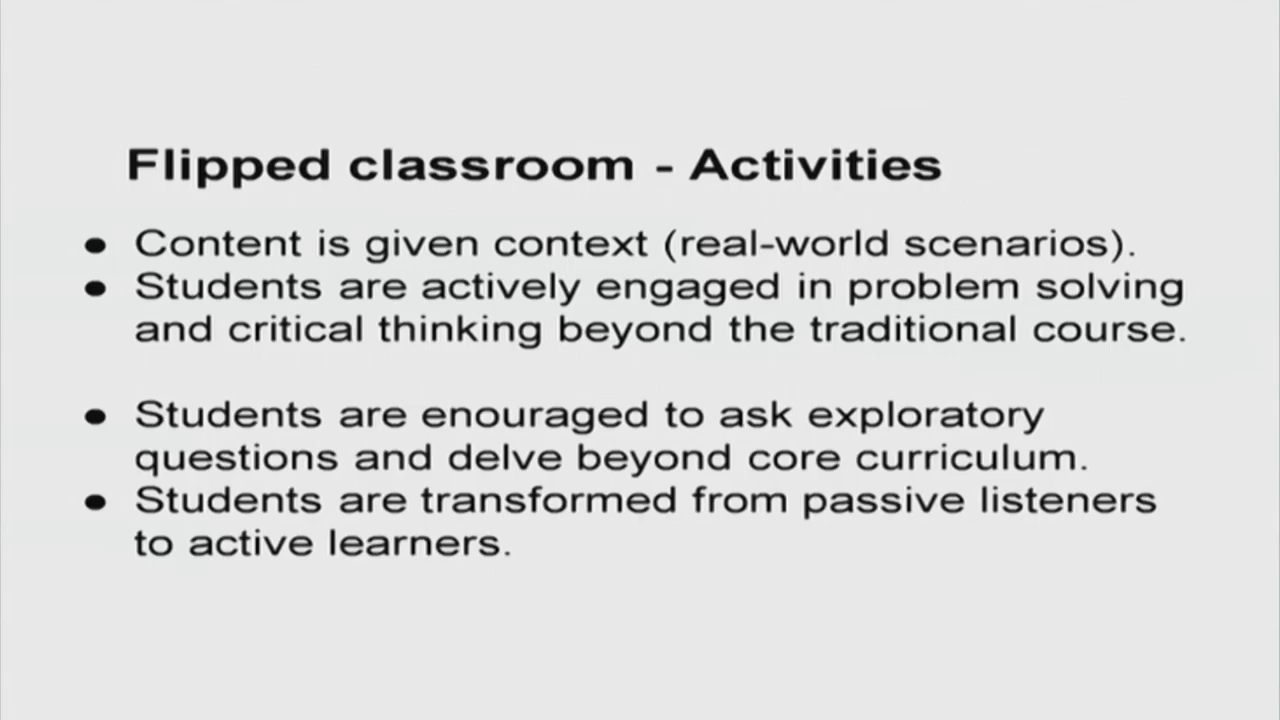 Flipped classroom - Activities
● Content is given context (real-world scenarios).
● Students are actively engaged in problem solving
and critical thinking beyond the traditional course.
● Students are enouraged to ask exploratory
questions and delve beyond core curriculum.
● Students are transformed from passive listeners
to active learners.